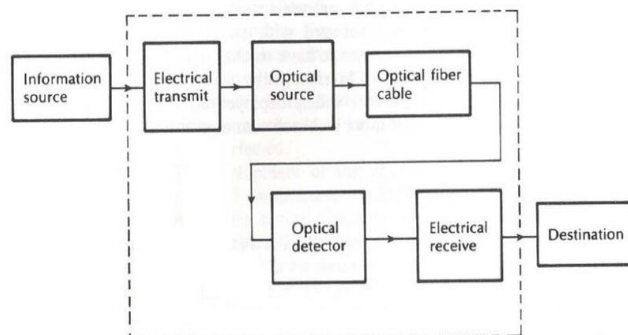 Information
source
Electrical
transmit
Optical
source
Optical fiber
cable
Optical
detector
Electrical
receive
Destination